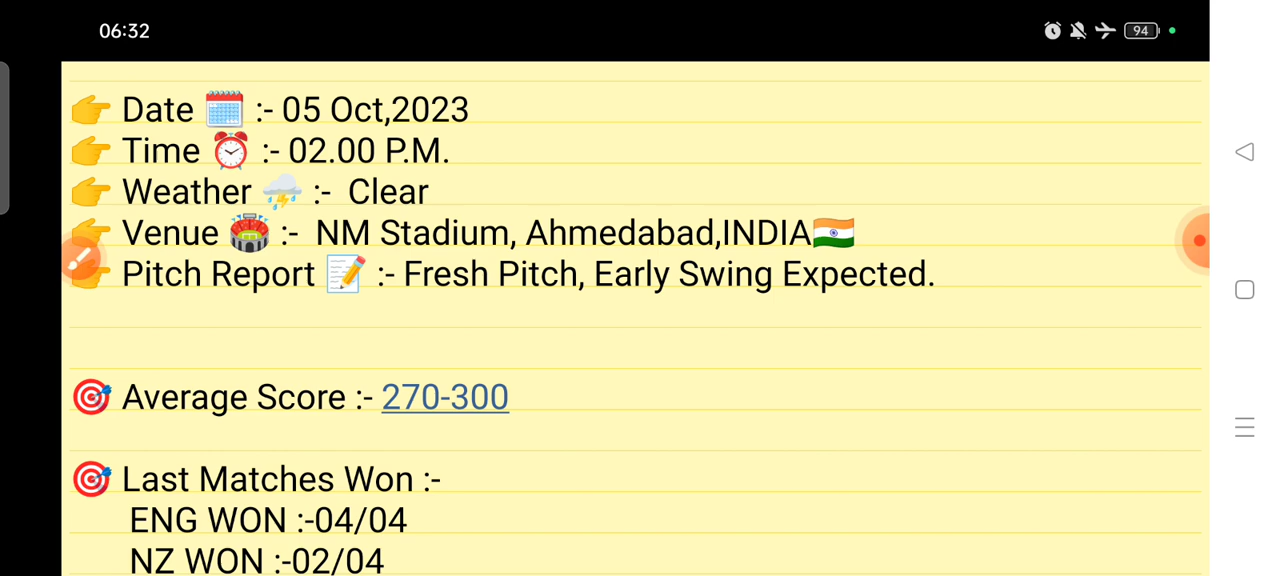 06:32
94
👉 Date 🗓️ :- 05 Oct,2023
👉 Time ⏰ :- 02.00 P.M.
👉 Weather ⛈️ :- Clear
👉 Venue 🏟️ :- NM Stadium, Ahmedabad,INDIA🇮🇳
👉 Pitch Report 📝 :- Fresh Pitch, Early Swing Expected.
🎯 Average Score :- 270-300
🎯 Last Matches Won :-
ENG WON :-04/04
NZ WON :-02/04